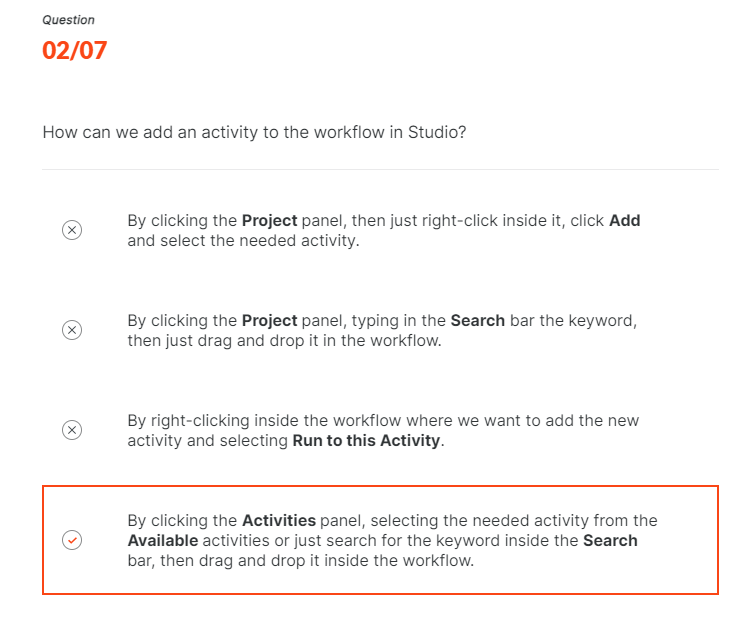 Question
02/07
How can we add an activity to the workflow in Studio?
By clicking the Project panel, then just right-click inside it, click Add
and select the needed activity.
By clicking the Project panel, typing in the Search bar the keyword,
then just drag and drop it in the workflow.
By right-clicking inside the workflow where we want to add the new
activity and selecting Run to this Activity.
By clicking the Activities panel, selecting the needed activity from the
Available activities or just search for the keyword inside the Search
bar, then drag and drop it inside the workflow.